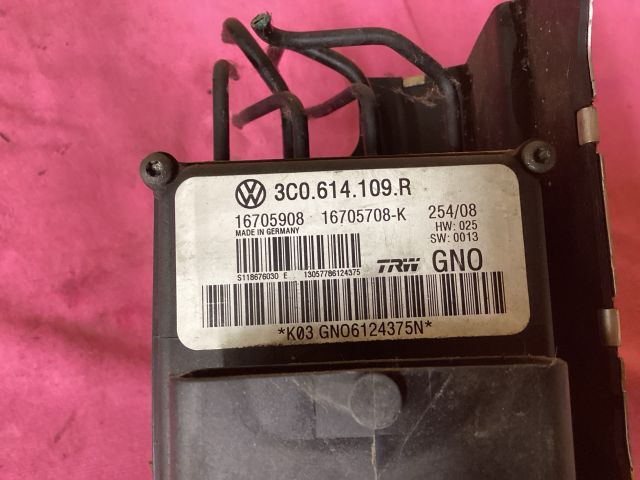 3C0.614.109.R
16705908 16705708-K 254/08
MADE IN GERMANY HW: 025
SW: 0013
TRW GNO
S118676030 E 13057786124375
*K03 GNO6124375N*